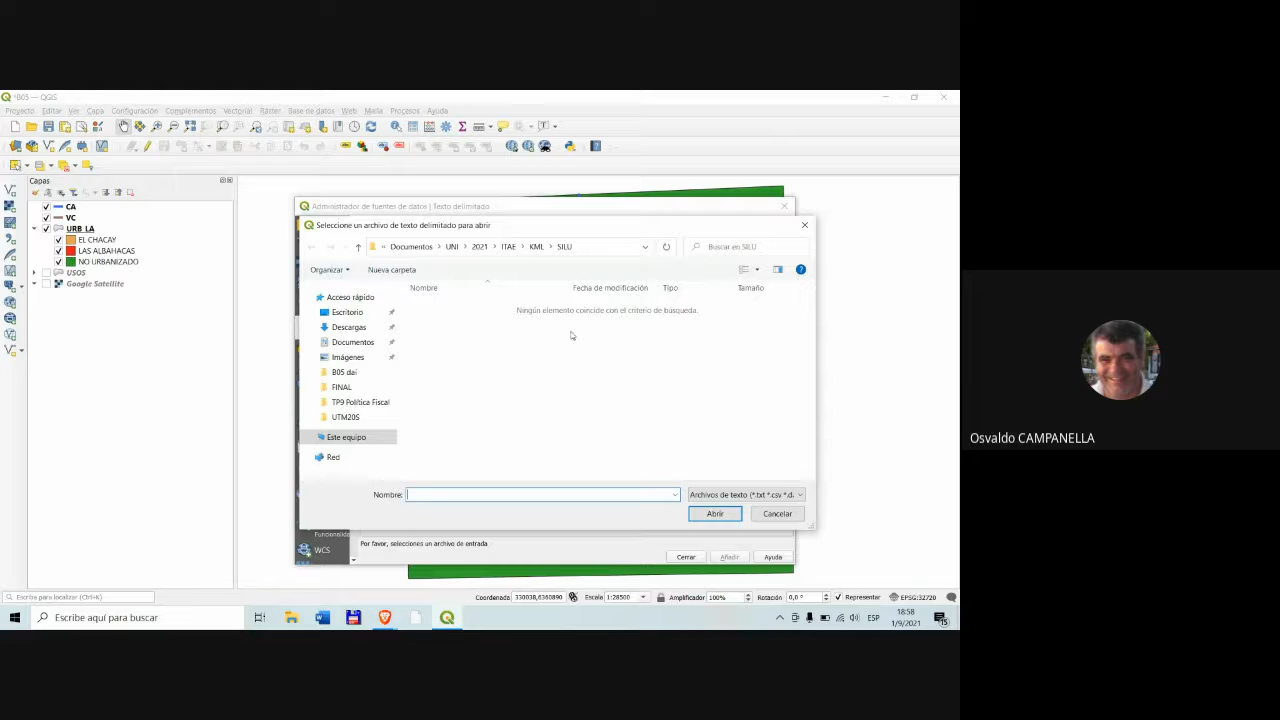 *B05 — QGIS
Proyecto Editar Ver Capa Configuración Complementos Vectorial Ráster Base de datos Web Malla Procesos Ayuda
Capas
CA
VC
URB LA
EL CHACAY
LAS ALBAHACAS
NO URBANIZADO
USOS
Google Satellite
Administrador de fuentes de datos | Texto delimitado
Seleccione un archivo de texto delimitado para abrir
« Documentos > UNI > 2021 > ITAE > KML > SILU
Buscar en SILU
Organizar Nueva carpeta
Nombre Fecha de modificación Tipo Tamaño
Ningún elemento coincide con el criterio de búsqueda.
Acceso rápido
Escritorio
Descargas
Documentos
Imágenes
B05 dai
FINAL
TP9 Política Fiscal
UTM20S
Este equipo
Red
Nombre:
Archivos de texto (*.txt *.csv *.d
Abrir Cancelar
WCS
Por favor, selecciones un archivo de entrada
Cerrar Añadir Ayuda
Escriba para localizar (Ctrl+K)
Coordenada 330038,6360890 Escala 1:28500 Amplificador 100% Rotación 0,0 ° Representar EPSG:32720
Escribe aquí para buscar
ESP
18:58
1/9/2021
15
Osvaldo CAMPANELLA